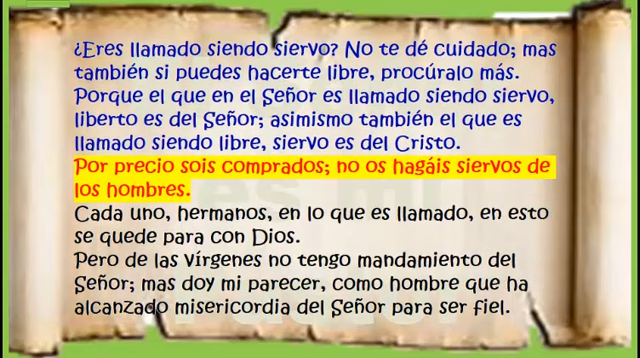 ¿Eres llamado siendo siervo? No te dé cuidado; mas
también si puedes hacerte libre, procúralo más.
Porque el que en el Señor es llamado siendo siervo,
liberto es del Señor; asimismo también el que es
llamado siendo libre, siervo es del Cristo.
Por precio sois comprados; no os hagáis siervos de
los hombres.
Cada uno, hermanos, en lo que es llamado, en esto
se quede para con Dios.
Pero de las vírgenes no tengo mandamiento del
Señor; mas doy mi parecer, como hombre que ha
alcanzado misericordia del Señor para ser fiel.